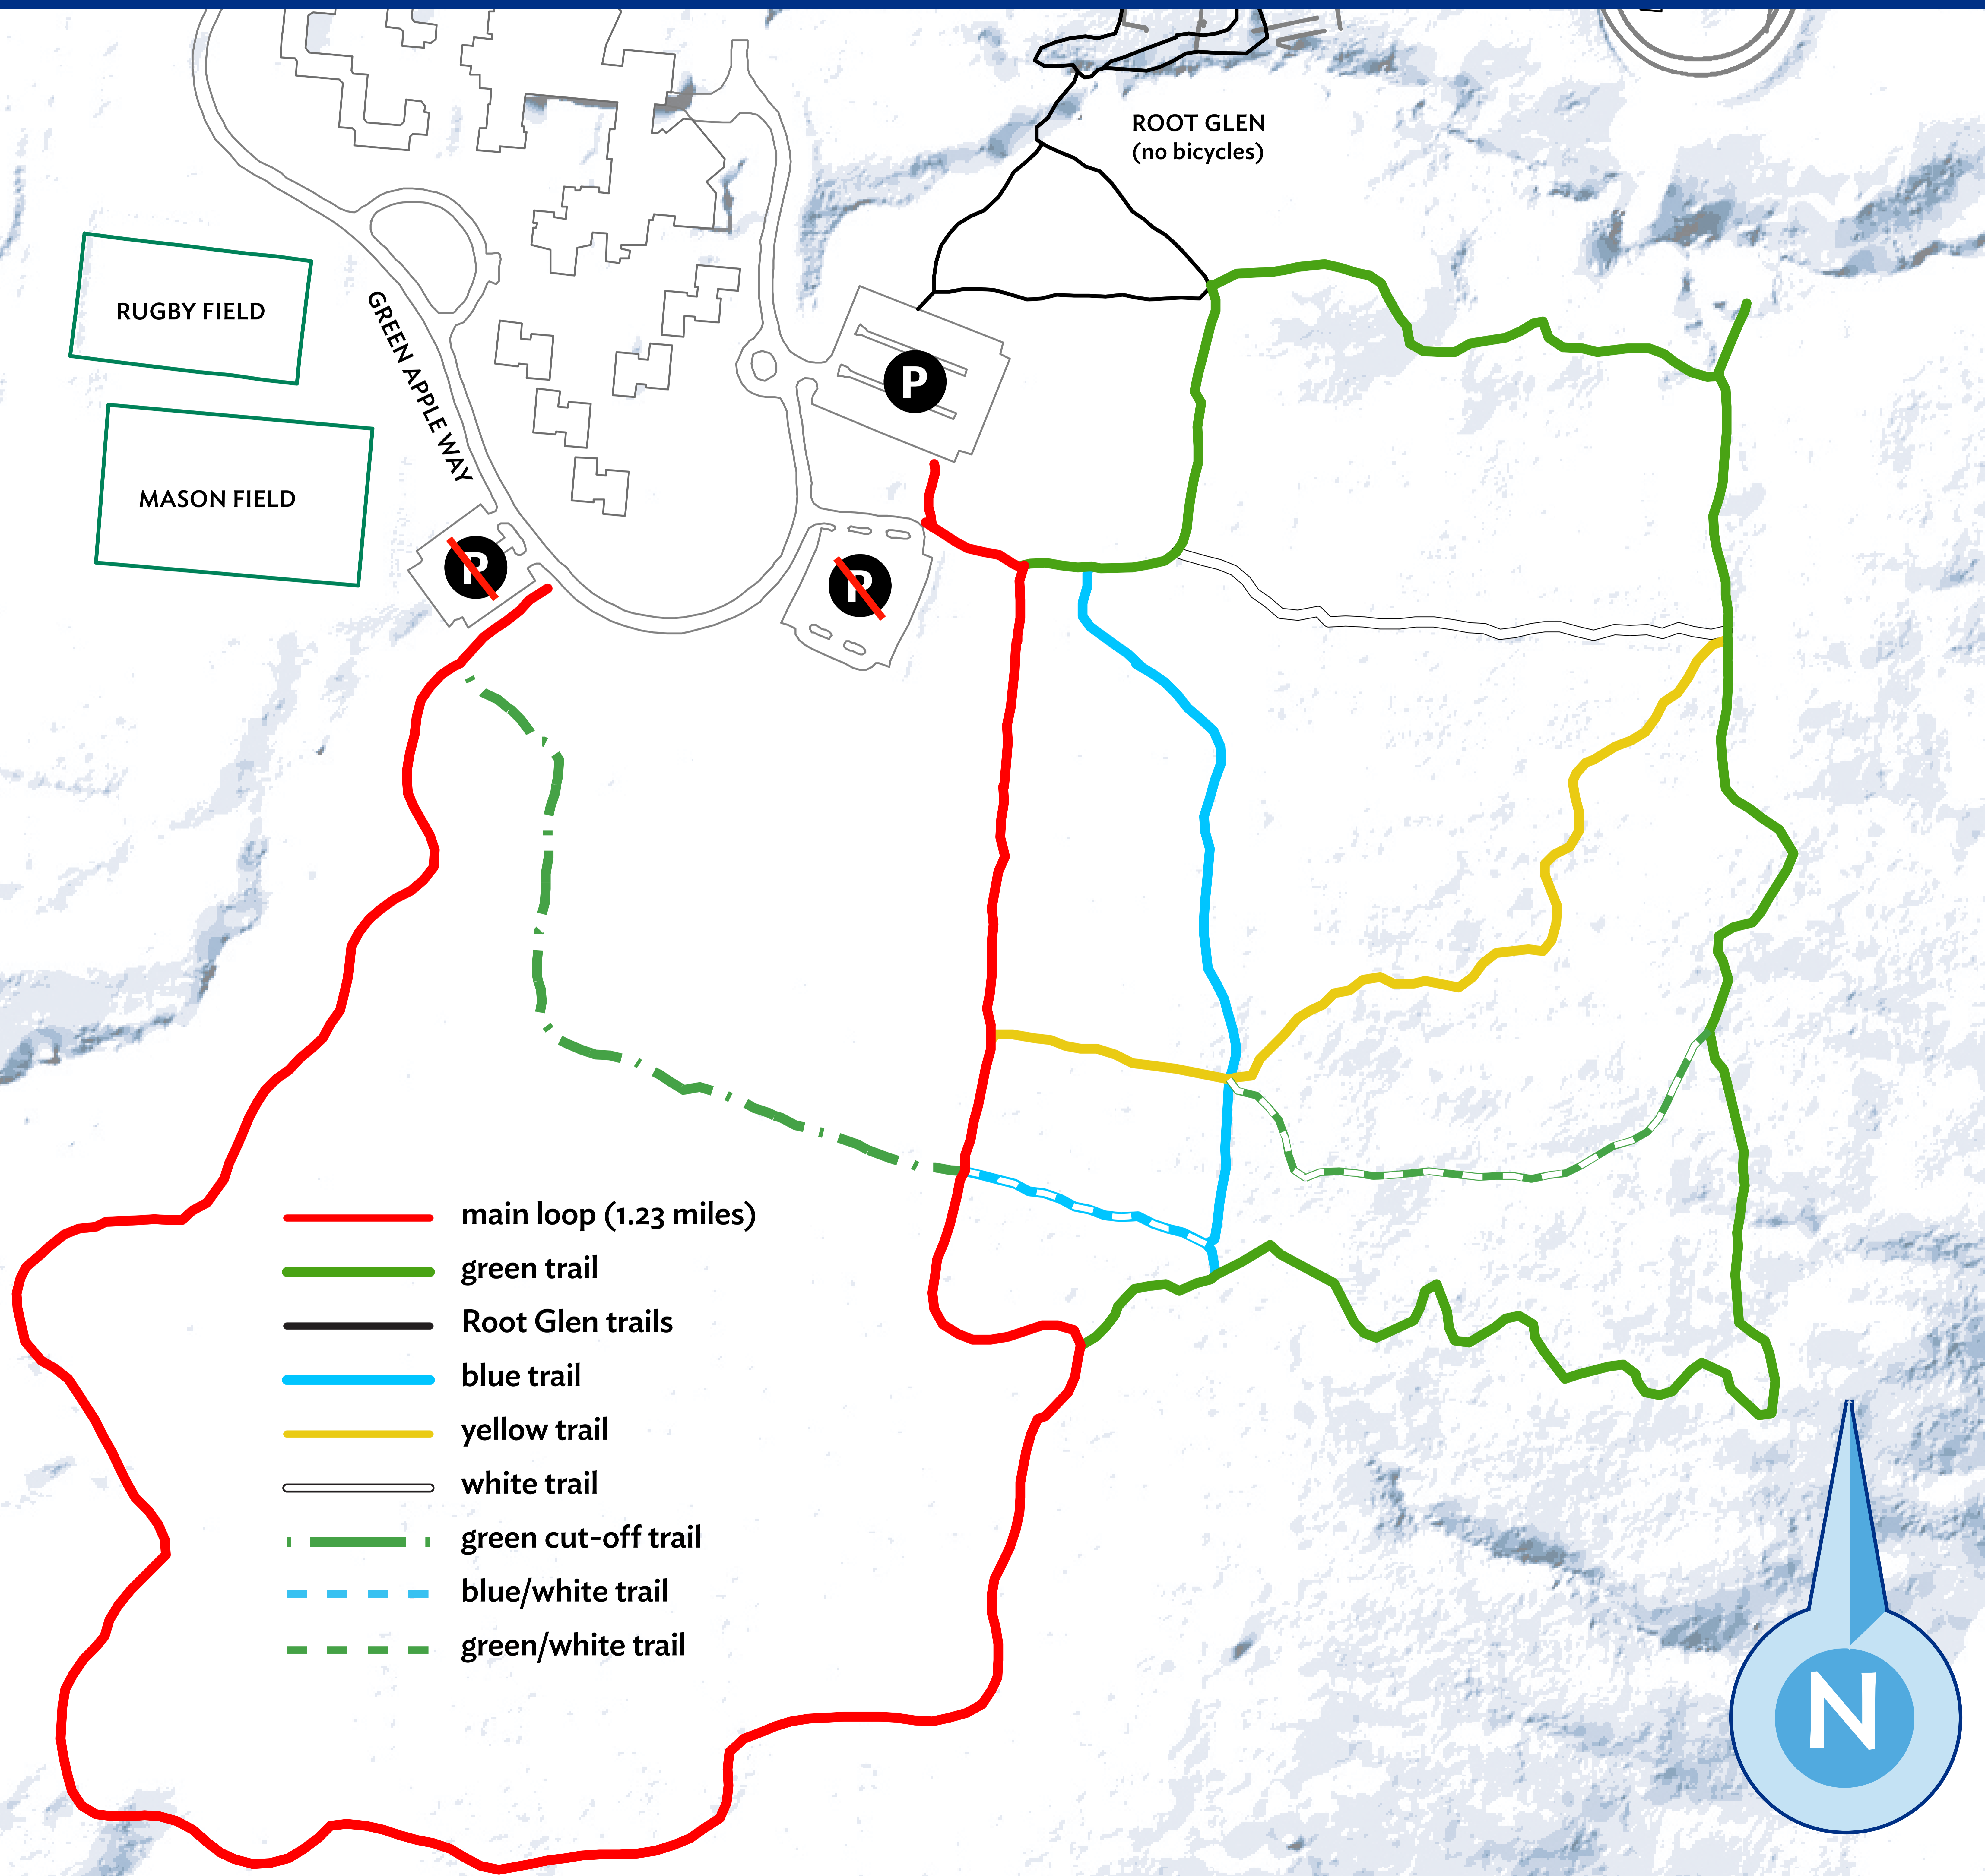 ROOT GLEN
(no bicycles)
RUGBY FIELD
GREEN APPLE WAY
P
MASON FIELD
P
P
main loop (1.23 miles)
green trail
Root Glen trails
blue trail
yellow trail
white trail
green cut-off trail
blue/white trail
green/white trail
N